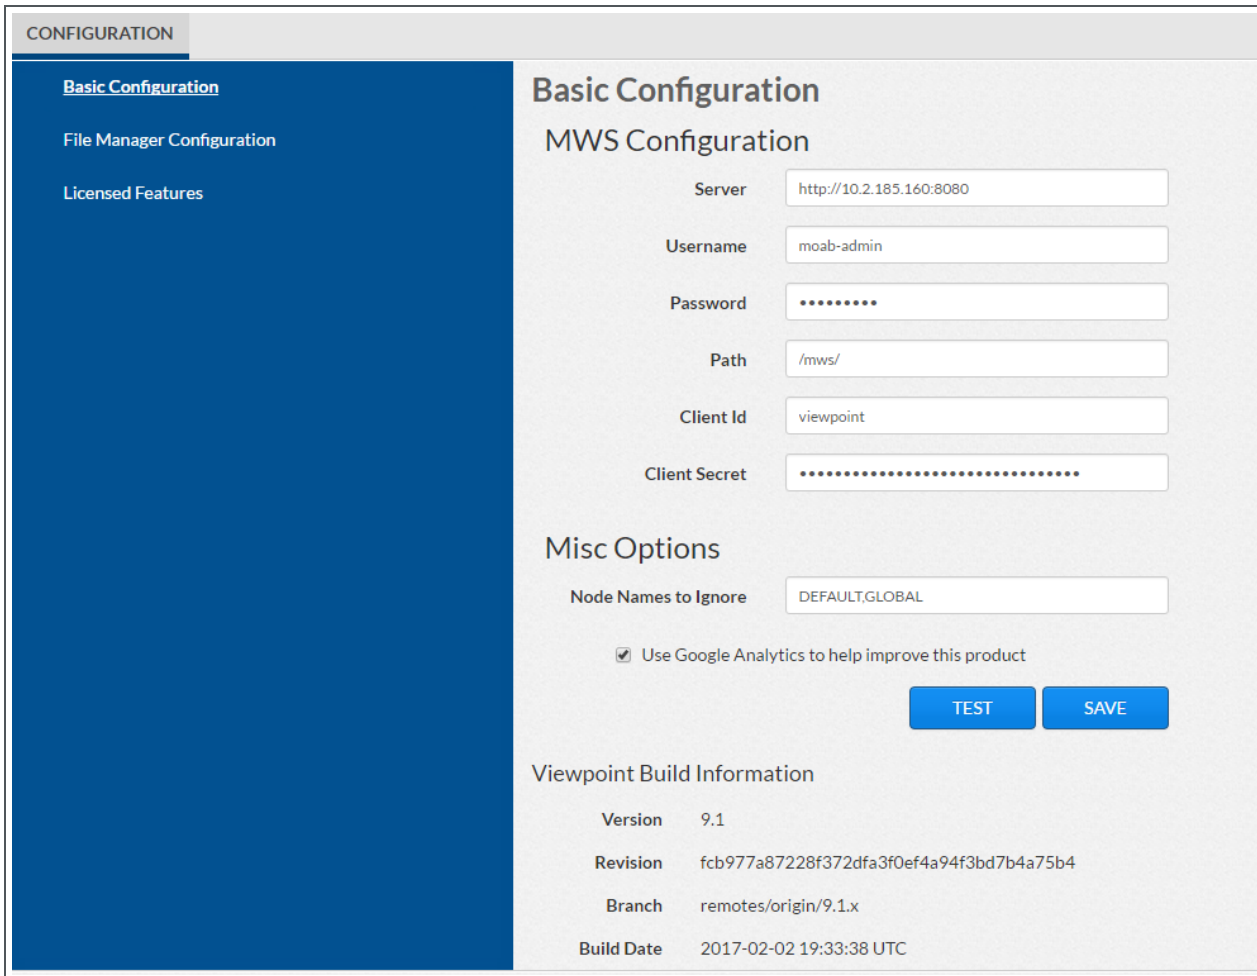 CONFIGURATION
Basic Configuration
File Manager Configuration
Licensed Features
Basic Configuration
MWS Configuration
Server http://10.2.185.160:8080
Username moab-admin
Password •••••••••
Path /mws/
Client Id viewpoint
Client Secret ••••••••••••••••••••••••••••••••
Misc Options
Node Names to Ignore DEFAULT,GLOBAL
Use Google Analytics to help improve this product
TEST SAVE
Viewpoint Build Information
Version 9.1
Revision fcb977a87228f372dfa3f0ef4a94f3bd7b4a75b4
Branch remotes/origin/9.1.x
Build Date 2017-02-02 19:33:38 UTC